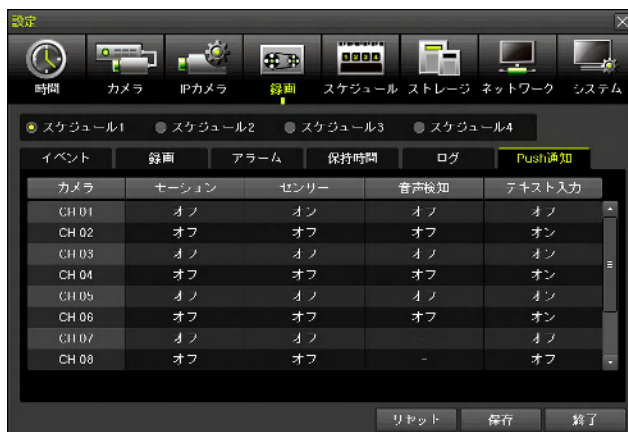 設定
時間 カメラ IPカメラ 録画 スケジュール ストレージ ネットワーク システム
スケジュール1 スケジュール2 スケジュール3 スケジュール4
イベント 録画 アラーム 保持時間 ログ Push通知
カメラ モーション センリー 音声検知 テキスト入力
CH 01 オフ オン オフ オフ
CH 02 オフ オフ オフ オン
CH 03 オフ オフ オフ オン
CH 04 オフ オフ オフ オン
CH 05 オフ オフ オフ オン
CH 06 オフ オフ オフ オン
CH 07 オフ オフ - オフ
CH 08 オフ オフ - オフ
リセット 保存 終了